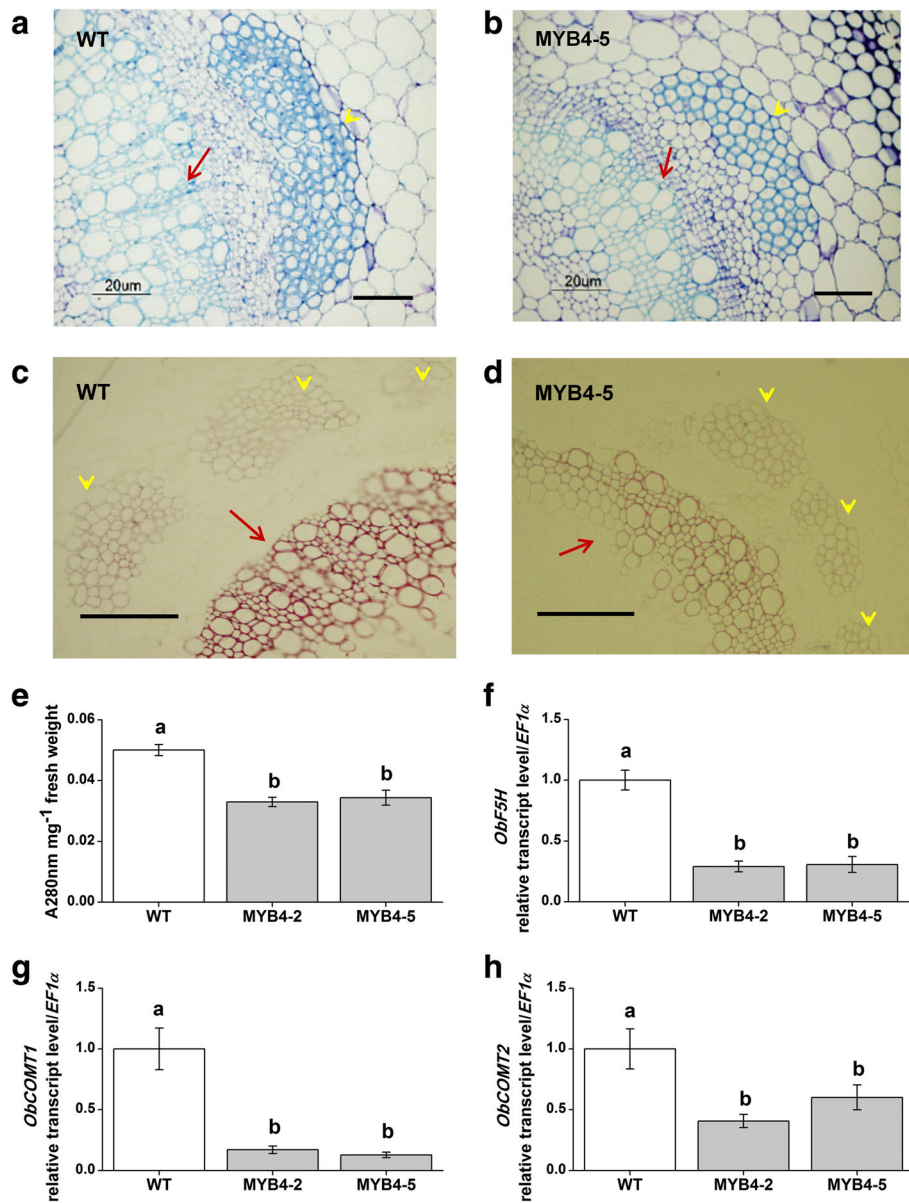 a
WT
20um
b
MYB4-5
20um
c
WT
d
MYB4-5
e
A280nm mg⁻¹ fresh weight
0.06
0.04
0.02
0.00
a
b
b
WT
MYB4-2
MYB4-5
f
ObF5H
relative transcript level/EF1α
1.5
1.0
0.5
0.0
a
b
b
WT
MYB4-2
MYB4-5
g
ObCOMT1
relative transcript level/EF1α
1.5
1.0
0.5
0.0
a
b
b
WT
MYB4-2
MYB4-5
h
ObCOMT2
relative transcript level/EF1α
1.5
1.0
0.5
0.0
a
b
b
WT
MYB4-2
MYB4-5